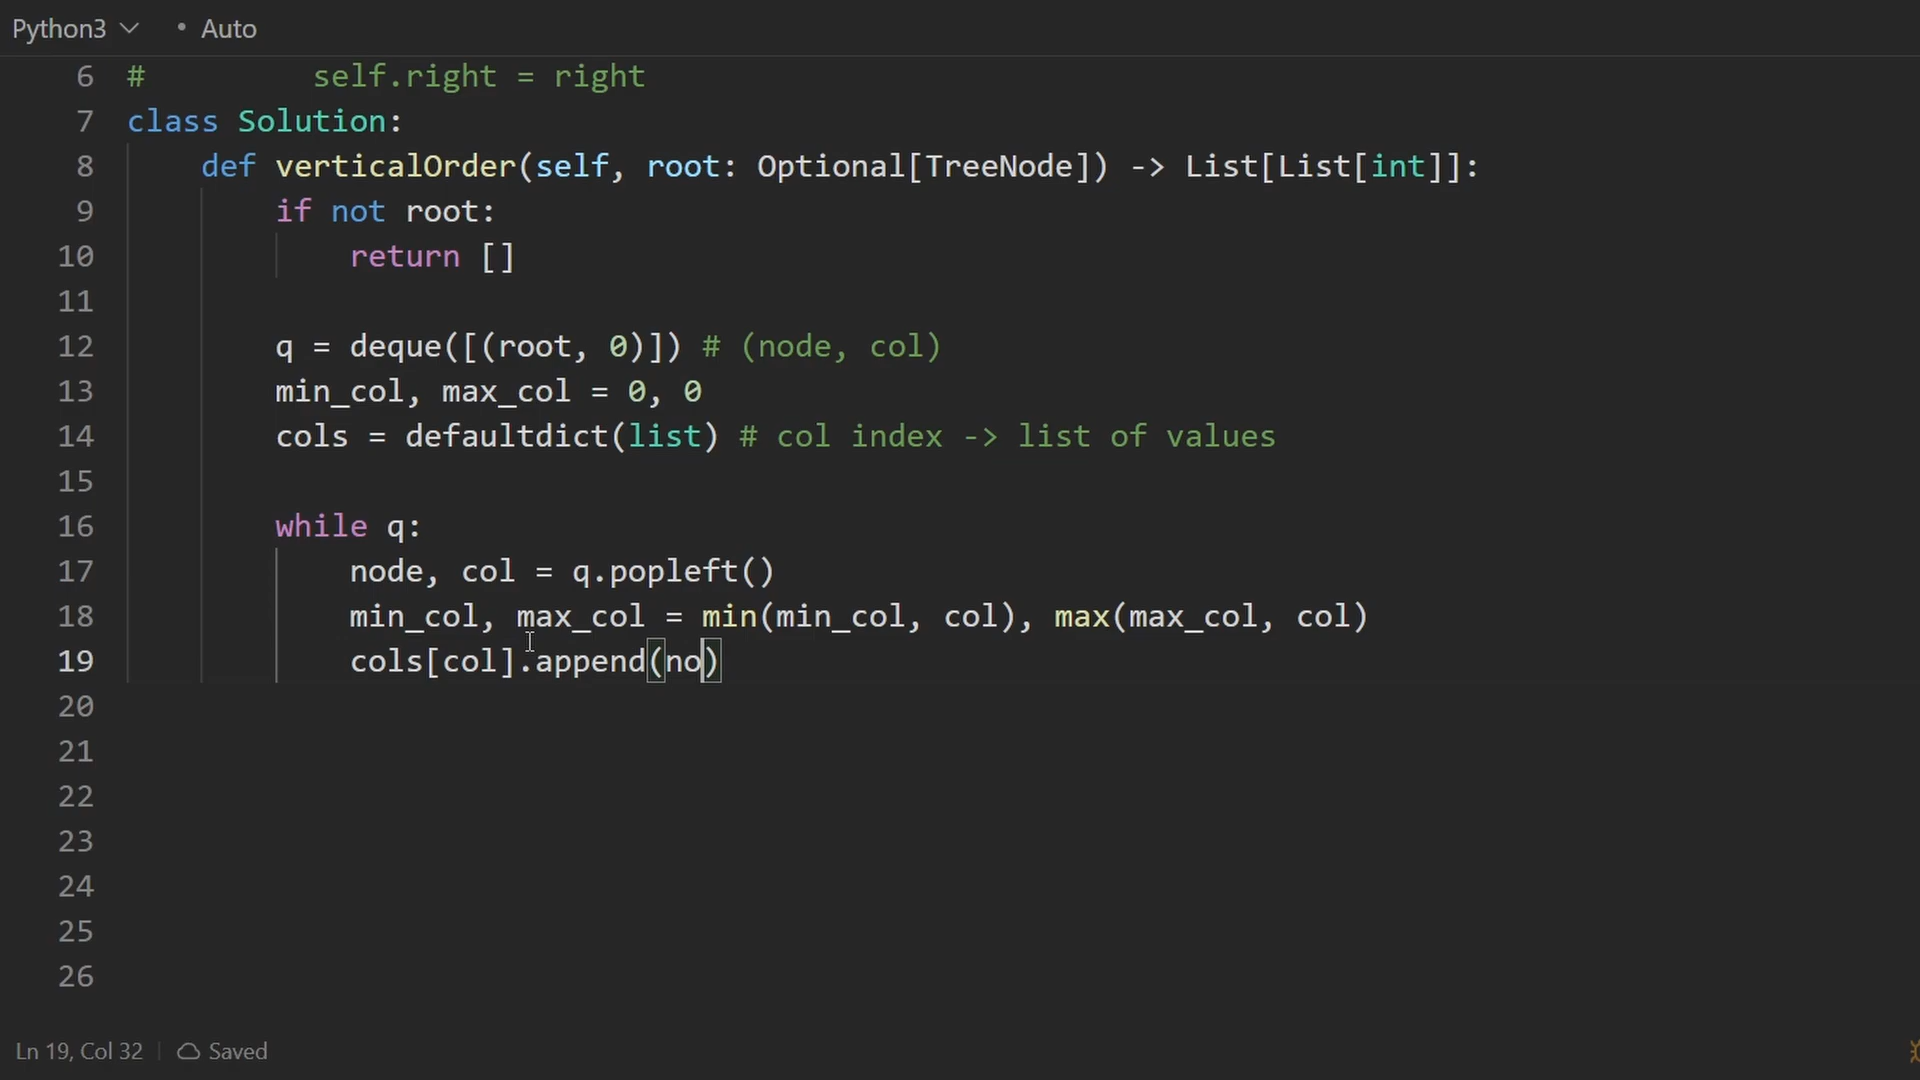 Python3 • Auto
6 #         self.right = right
7 class Solution:
8     def verticalOrder(self, root: Optional[TreeNode]) -> List[List[int]]:
9         if not root:
10             return []
11
12         q = deque([(root, 0)]) # (node, col)
13         min_col, max_col = 0, 0
14         cols = defaultdict(list) # col index -> list of values
15
16         while q:
17             node, col = q.popleft()
18             min_col, max_col = min(min_col, col), max(max_col, col)
19             cols[col].append(no)
20
21
22
23
24
25
26
Ln 19, Col 32 Saved